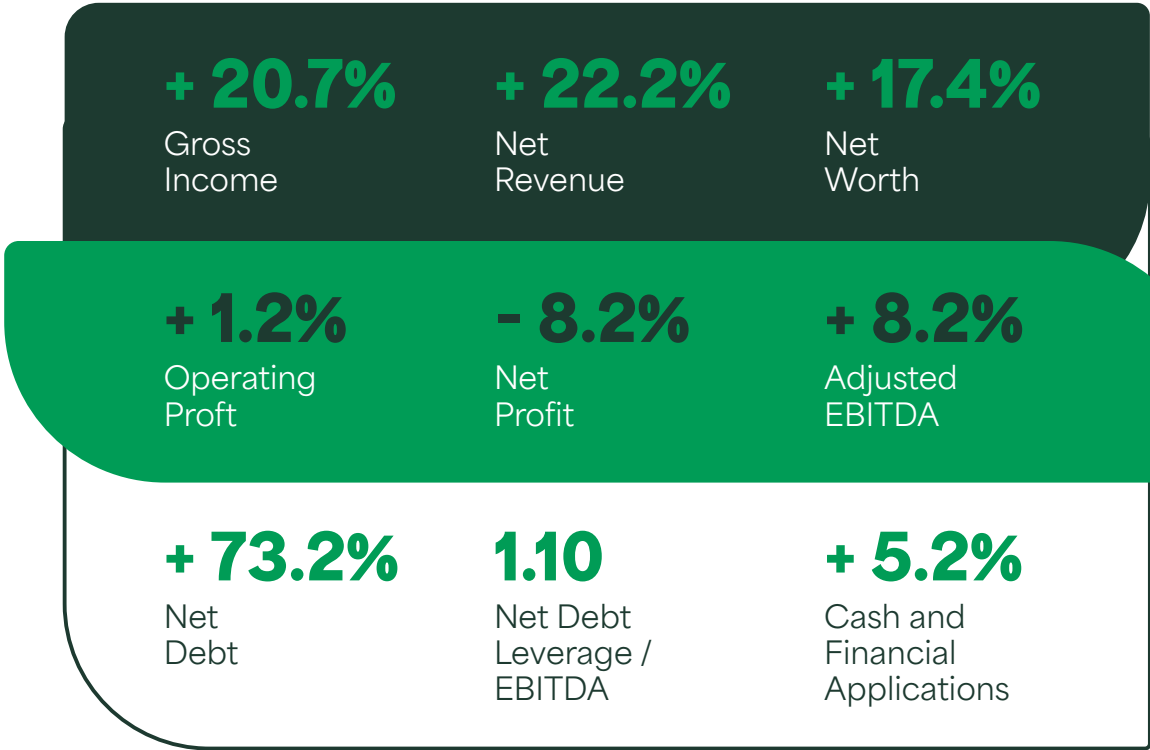 + 20.7%
Gross
Income
+ 22.2%
Net
Revenue
+ 17.4%
Net
Worth
+ 1.2%
Operating
Proft
- 8.2%
Net
Profit
+ 8.2%
Adjusted
EBITDA
+ 73.2%
Net
Debt
1.10
Net Debt
Leverage /
EBITDA
+ 5.2%
Cash and
Financial
Applications